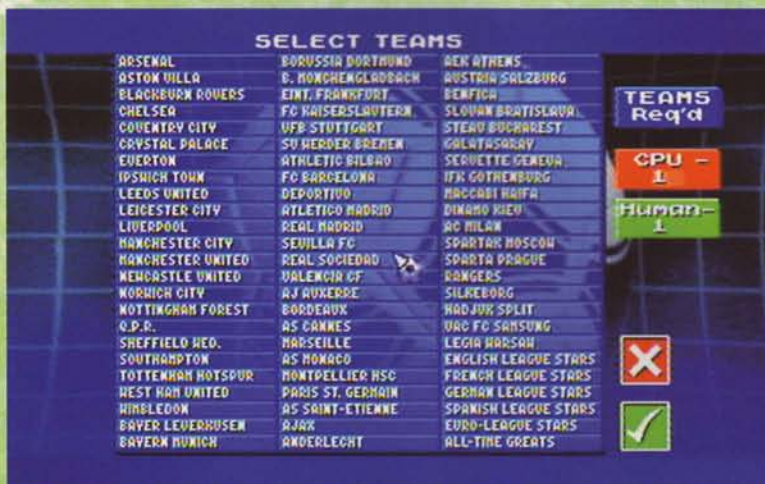 SELECT TEAMS
ARSENAL
ASTON VILLA
BLACKBURN ROVERS
CHELSEA
COVENTRY CITY
CRYSTAL PALACE
EVERTON
IPSWICH TOWN
LEEDS UNITED
LEICESTER CITY
LIVERPOOL
MANCHESTER CITY
MANCHESTER UNITED
NEWCASTLE UNITED
NORWICH CITY
NOTTINGHAM FOREST
Q.P.R.
SHEFFIELD WED.
SOUTHAMPTON
TOTTENHAM HOTSPUR
WEST HAM UNITED
WIMBLEDON
BAYER LEVERKUSEN
BAYERN MUNICH
BORUSSIA DORTMUND
B. MONCHENGLADBACH
EINT. FRANKFURT
FC KAISERSLAUTERN
VFB STUTTGART
SV WERDER BREMEN
ATHLETIC BILBAO
FC BARCELONA
DEPORTIVO
ATLETICO MADRID
REAL MADRID
SEVILLA FC
REAL SOCIEDAD
VALENCIA CF
AJ AUXERRE
BORDEAUX
AS CANNES
MARSEILLE
AS MONACO
MONTPELLIER HSC
PARIS ST. GERMAIN
AS SAINT-ETIENNE
AJAX
ANDERLECHT
AEK ATHENS
AUSTRIA SALZBURG
BENFICA
SLOVAN BRATISLAVA
STEAU BUCHAREST
GALATASARAY
SERVETTE GENEVA
IFK GOTHENBURG
MACCABI HAIFA
DINAMO KIEV
AC MILAN
SPARTAK MOSCOW
SPARTA PRAGUE
RANGERS
SILKEBORG
HADJUK SPLIT
VAC FC SAMSUNG
LEGIA WARSAW
ENGLISH LEAGUE STARS
FRENCH LEAGUE STARS
GERMAN LEAGUE STARS
SPANISH LEAGUE STARS
EURO-LEAGUE STARS
ALL-TIME GREATS
TEAMS
Req'd
CPU -
1
Human-
1